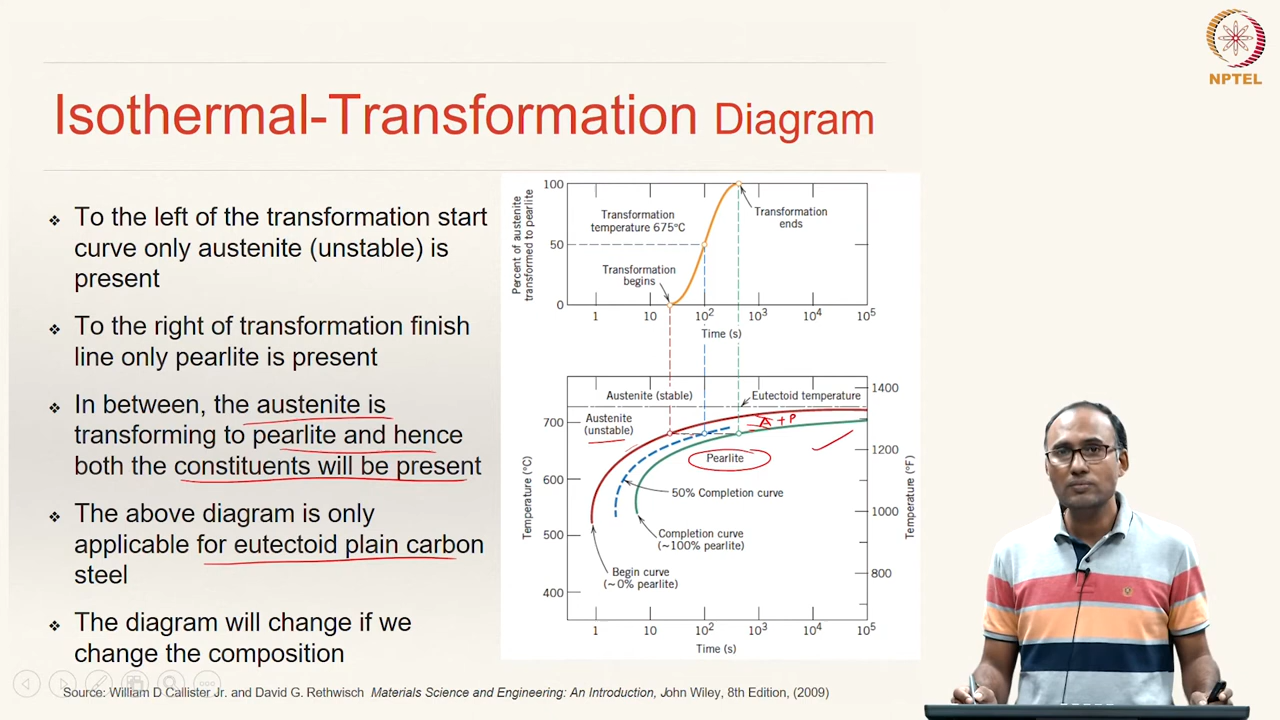 NPTEL
Isothermal-Transformation Diagram
❖ To the left of the transformation start
curve only austenite (unstable) is
present
❖ To the right of transformation finish
line only pearlite is present
❖ In between, the austenite is
transforming to pearlite and hence
both the constituents will be present
❖ The above diagram is only
applicable for eutectoid plain carbon
steel
❖ The diagram will change if we
change the composition
Percent of austenite
transformed to pearlite
100
50
0
Transformation
temperature 675°C
Transformation
ends
Transformation
begins
1 10 10² 10³ 10⁴ 10⁵
Time (s)
Austenite (stable)
Eutectoid temperature
Austenite
(unstable)
A + P
Pearlite
50% Completion curve
Completion curve
(~100% pearlite)
Begin curve
(~0% pearlite)
Temperature (°C)
700
600
500
400
1400
1200
1000
800
Temperature (°F)
1 10 10² 10³ 10⁴ 10⁵
Time (s)
Source: William D Callister Jr. and David G. Rethwisch Materials Science and Engineering: An Introduction, John Wiley, 8th Edition, (2009)